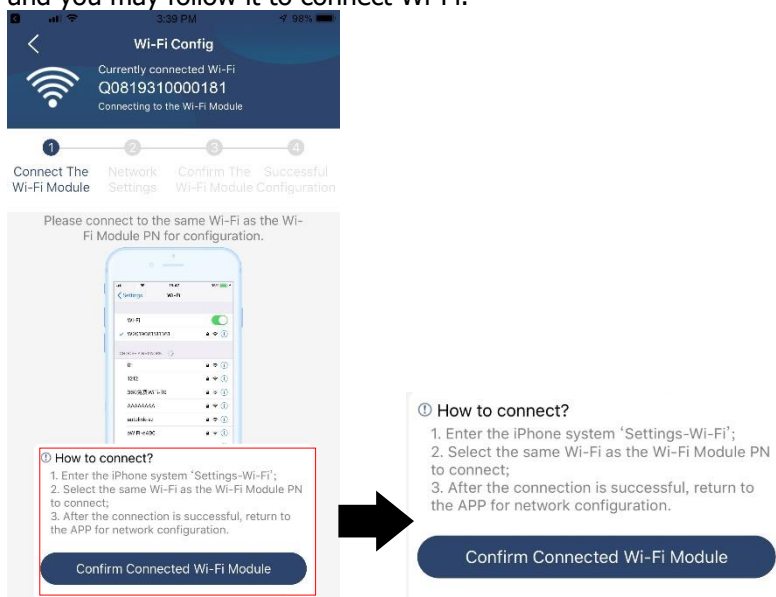 and you may follow it to connect Wi-Fi.
3:39 PM
98%
Wi-Fi Config
Currently connected Wi-Fi
Q0819310000181
Connecting to the Wi-Fi Module
1
2
3
4
Connect The
Wi-Fi Module
Network
Settings
Confirm The
Wi-Fi Module
Successful
Configuration
Please connect to the same Wi-Fi as the Wi-
Fi Module PN for configuration.
Settings
Wi-Fi
Wi-Fi
How to connect?
1. Enter the iPhone system ‘Settings-Wi-Fi’;
2. Select the same Wi-Fi as the Wi-Fi Module PN
to connect;
3. After the connection is successful, return to
the APP for network configuration.
Confirm Connected Wi-Fi Module
How to connect?
1. Enter the iPhone system ‘Settings-Wi-Fi’;
2. Select the same Wi-Fi as the Wi-Fi Module PN
to connect;
3. After the connection is successful, return to
the APP for network configuration.
Confirm Connected Wi-Fi Module